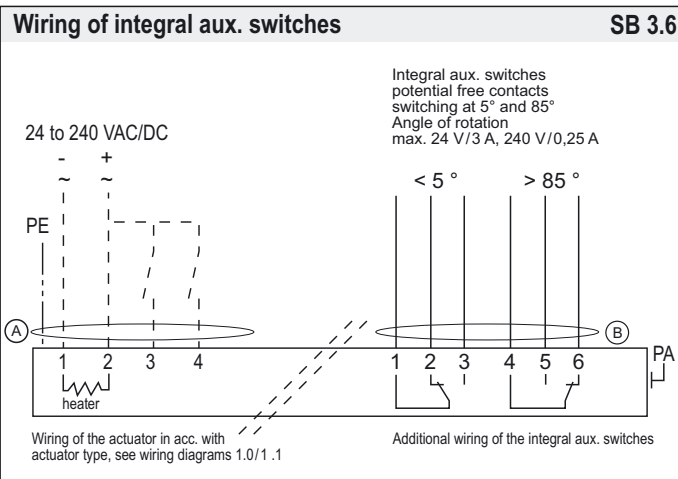 Wiring of integral aux. switches
SB 3.6
Integral aux. switches
potential free contacts
switching at 5° and 85°
Angle of rotation
max. 24 V/3 A, 240 V/0,25 A
24 to 240 VAC/DC
- +
~ ~
< 5 ° > 85 °
PE
A
B
1 2 3 4
1 2 3 4 5 6
PA
heater
Wiring of the actuator in acc. with
actuator type, see wiring diagrams 1.0/1 .1
Additional wiring of the integral aux. switches